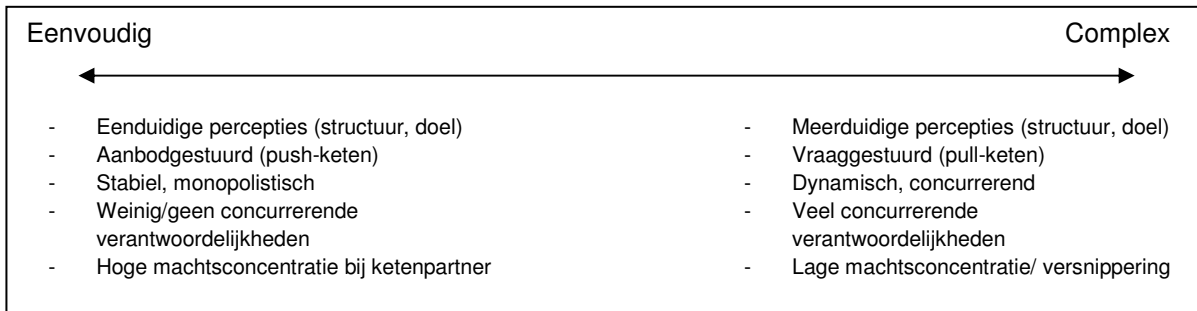 Eenvoudig
Complex
- Eenduidige percepties (structuur, doel)
- Aanbodgestuurd (push-keten)
- Stabiel, monopolistisch
- Weinig/geen concurrerende
verantwoordelijkheden
- Hoge machtsconcentratie bij ketenpartner
- Meerduidige percepties (structuur, doel)
- Vraaggestuurd (pull-keten)
- Dynamisch, concurrerend
- Veel concurrerende
verantwoordelijkheden
- Lage machtsconcentratie/ versnippering